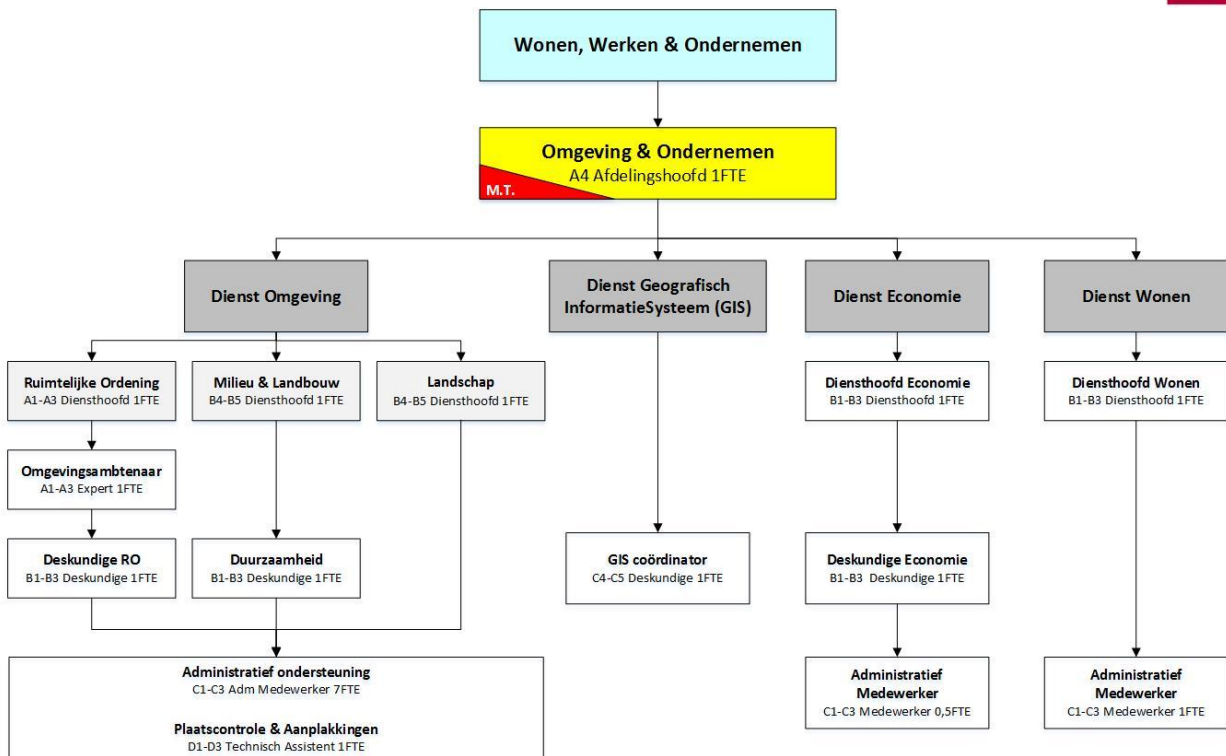 Wonen, Werken & Ondernemen
Omgeving & Ondernemen
A4 Afdelingshoofd 1FTE
M.T.
Dienst Omgeving
Dienst Geografisch
InformatieSysteem (GIS)
Dienst Economie
Dienst Wonen
Ruimtelijke Ordening
A1-A3 Diensthoofd 1FTE
Milieu & Landbouw
B4-B5 Diensthoofd 1FTE
Landschap
B4-B5 Diensthoofd 1FTE
Diensthoofd Economie
B1-B3 Diensthoofd 1FTE
Diensthoofd Wonen
B1-B3 Diensthoofd 1FTE
Omgevingsambtenaar
A1-A3 Expert 1FTE
Deskundige RO
B1-B3 Deskundige 1FTE
Duurzaamheid
B1-B3 Deskundige 1FTE
GIS coördinator
C4-C5 Deskundige 1FTE
Deskundige Economie
B1-B3 Deskundige 1FTE
Administratief ondersteuning
C1-C3 Adm Medewerker 7FTE
Plaatscontrole & Aanplakkingen
D1-D3 Technisch Assistent 1FTE
Administratief
Medewerker
C1-C3 Medewerker 0,5FTE
Administratief
Medewerker
C1-C3 Medewerker 1FTE